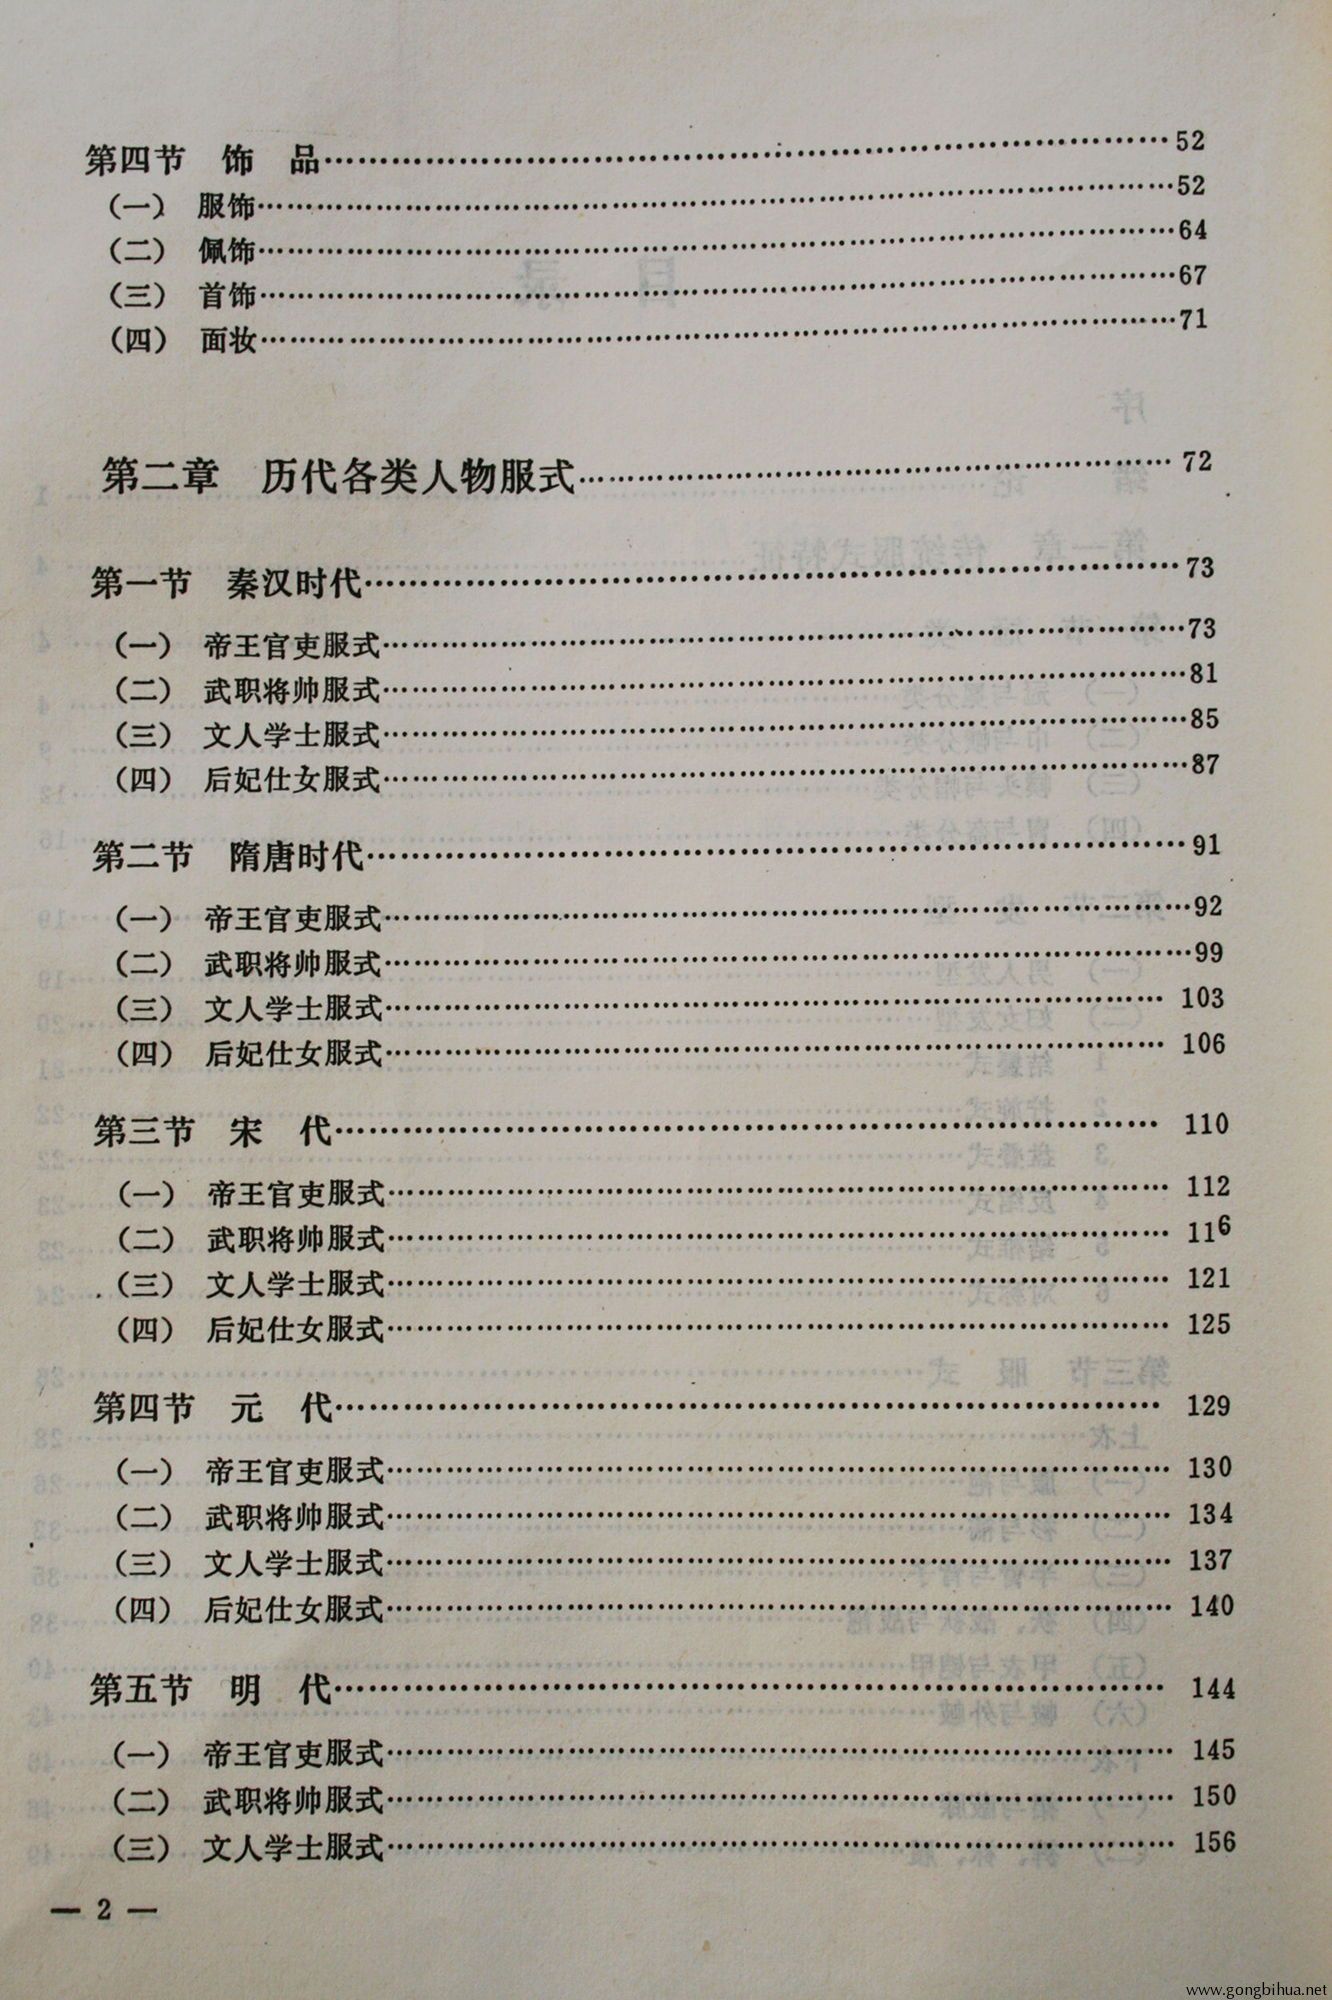 第四节 饰 品……52
（一） 服饰……52
（二） 佩饰……64
（三） 首饰……67
（四） 面妆……71
第二章 历代各类人物服式……72
第一节 秦汉时代……73
（一） 帝王官吏服式……73
（二） 武职将帅服式……81
（三） 文人学士服式……85
（四） 后妃仕女服式……87
第二节 隋唐时代……91
（一） 帝王官吏服式……92
（二） 武职将帅服式……99
（三） 文人学士服式……103
（四） 后妃仕女服式……106
第三节 宋 代……110
（一） 帝王官吏服式……112
（二） 武职将帅服式……116
（三） 文人学士服式……121
（四） 后妃仕女服式……125
第四节 元 代……129
（一） 帝王官吏服式……130
（二） 武职将帅服式……134
（三） 文人学士服式……137
（四） 后妃仕女服式……140
第五节 明 代……144
（一） 帝王官吏服式……145
（二） 武职将帅服式……150
（三） 文人学士服式……156
— 2 —
www.gongbihua.net